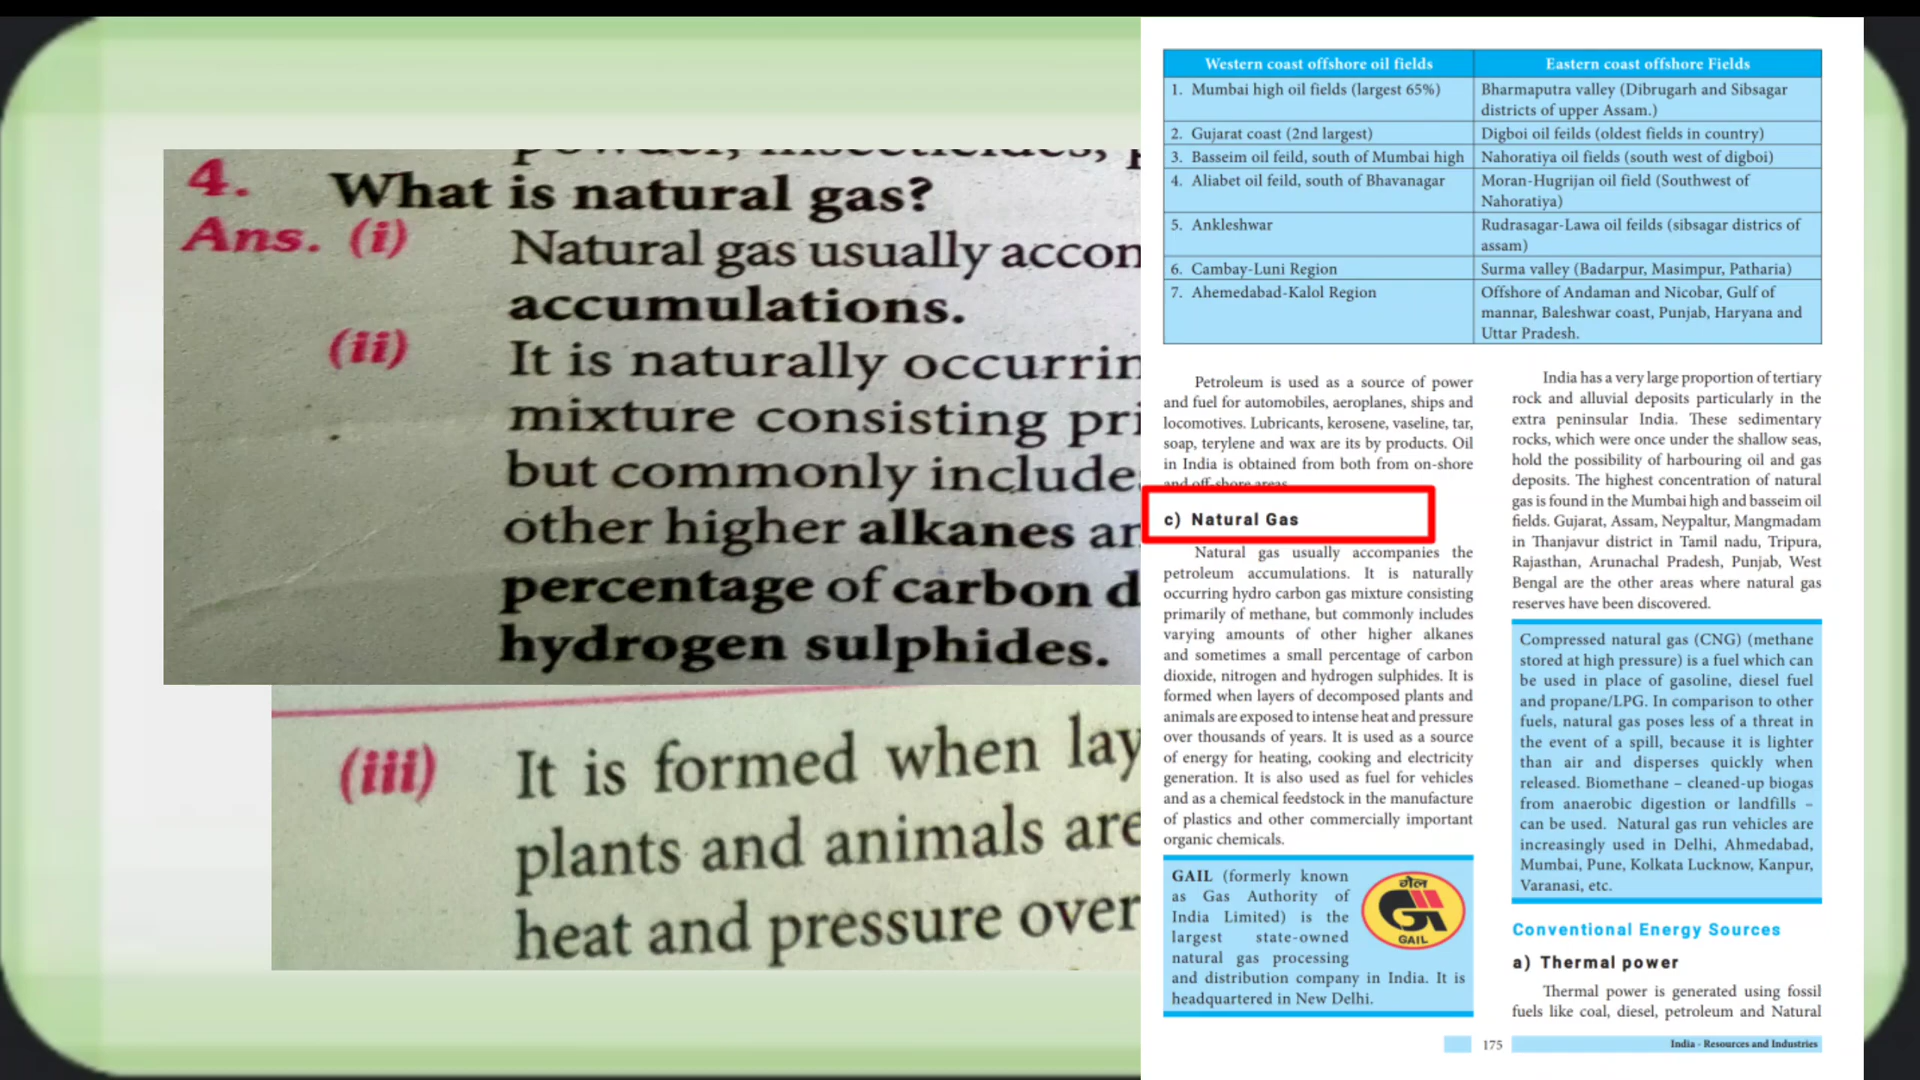 4. What is natural gas?
Ans. (i) Natural gas usually accom
accumulations.
(ii) It is naturally occurrin
mixture consisting pri
but commonly include
other higher alkanes an
percentage of carbon d
hydrogen sulphides.
(iii) It is formed when lay
plants and animals are
heat and pressure over
Western coast offshore oil fields Eastern coast offshore Fields
1. Mumbai high oil fields (largest 65%) Bharmaputra valley (Dibrugarh and Sibsagar
districts of upper Assam.)
2. Gujarat coast (2nd largest) Digboi oil feilds (oldest fields in country)
3. Basseim oil feild, south of Mumbai high Nahoratiya oil fields (south west of digboi)
4. Aliabet oil feild, south of Bhavanagar Moran-Hugrijan oil field (Southwest of
Nahoratiya)
5. Ankleshwar Rudrasagar-Lawa oil feilds (sibsagar districs of
assam)
6. Cambay-Luni Region Surma valley (Badarpur, Masimpur, Patharia)
7. Ahemedabad-Kalol Region Offshore of Andaman and Nicobar, Gulf of
mannar, Baleshwar coast, Punjab, Haryana and
Uttar Pradesh.
Petroleum is used as a source of power
and fuel for automobiles, aeroplanes, ships and
locomotives. Lubricants, kerosene, vaseline, tar,
soap, terylene and wax are its by products. Oil
in India is obtained from both from on-shore
and off-shore areas.
c) Natural Gas
Natural gas usually accompanies the
petroleum accumulations. It is naturally
occurring hydro carbon gas mixture consisting
primarily of methane, but commonly includes
varying amounts of other higher alkanes
and sometimes a small percentage of carbon
dioxide, nitrogen and hydrogen sulphides. It is
formed when layers of decomposed plants and
animals are exposed to intense heat and pressure
over thousands of years. It is used as a source
of energy for heating, cooking and electricity
generation. It is also used as fuel for vehicles
and as a chemical feedstock in the manufacture
of plastics and other commercially important
organic chemicals.
GAIL (formerly known
as Gas Authority of
India Limited) is the
largest state-owned
natural gas processing
and distribution company in India. It is
headquartered in New Delhi.
गेल
GAIL
India has a very large proportion of tertiary
rock and alluvial deposits particularly in the
extra peninsular India. These sedimentary
rocks, which were once under the shallow seas,
hold the possibility of harbouring oil and gas
deposits. The highest concentration of natural
gas is found in the Mumbai high and basseim oil
fields. Gujarat, Assam, Neypaltur, Mangmadam
in Thanjavur district in Tamil nadu, Tripura,
Rajasthan, Arunachal Pradesh, Punjab, West
Bengal are the other areas where natural gas
reserves have been discovered.
Compressed natural gas (CNG) (methane
stored at high pressure) is a fuel which can
be used in place of gasoline, diesel fuel
and propane/LPG. In comparison to other
fuels, natural gas poses less of a threat in
the event of a spill, because it is lighter
than air and disperses quickly when
released. Biomethane – cleaned-up biogas
from anaerobic digestion or landfills –
can be used. Natural gas run vehicles are
increasingly used in Delhi, Ahmedabad,
Mumbai, Pune, Kolkata Lucknow, Kanpur,
Varanasi, etc.
Conventional Energy Sources
a) Thermal power
Thermal power is generated using fossil
fuels like coal, diesel, petroleum and Natural
175 India - Resources and Industries